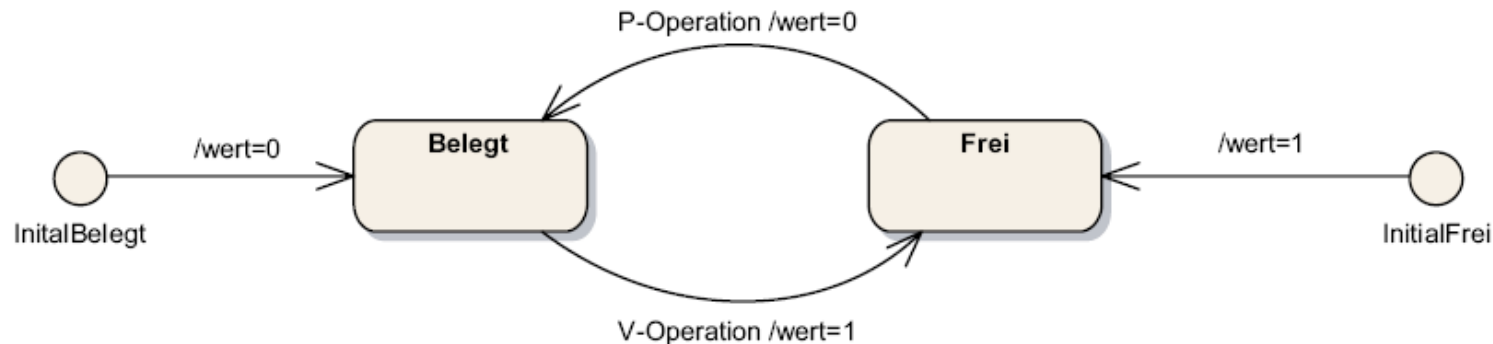 P-Operation /wert=0
/wert=0
Belegt
Frei
/wert=1
InitalBelegt
InitialFrei
V-Operation /wert=1